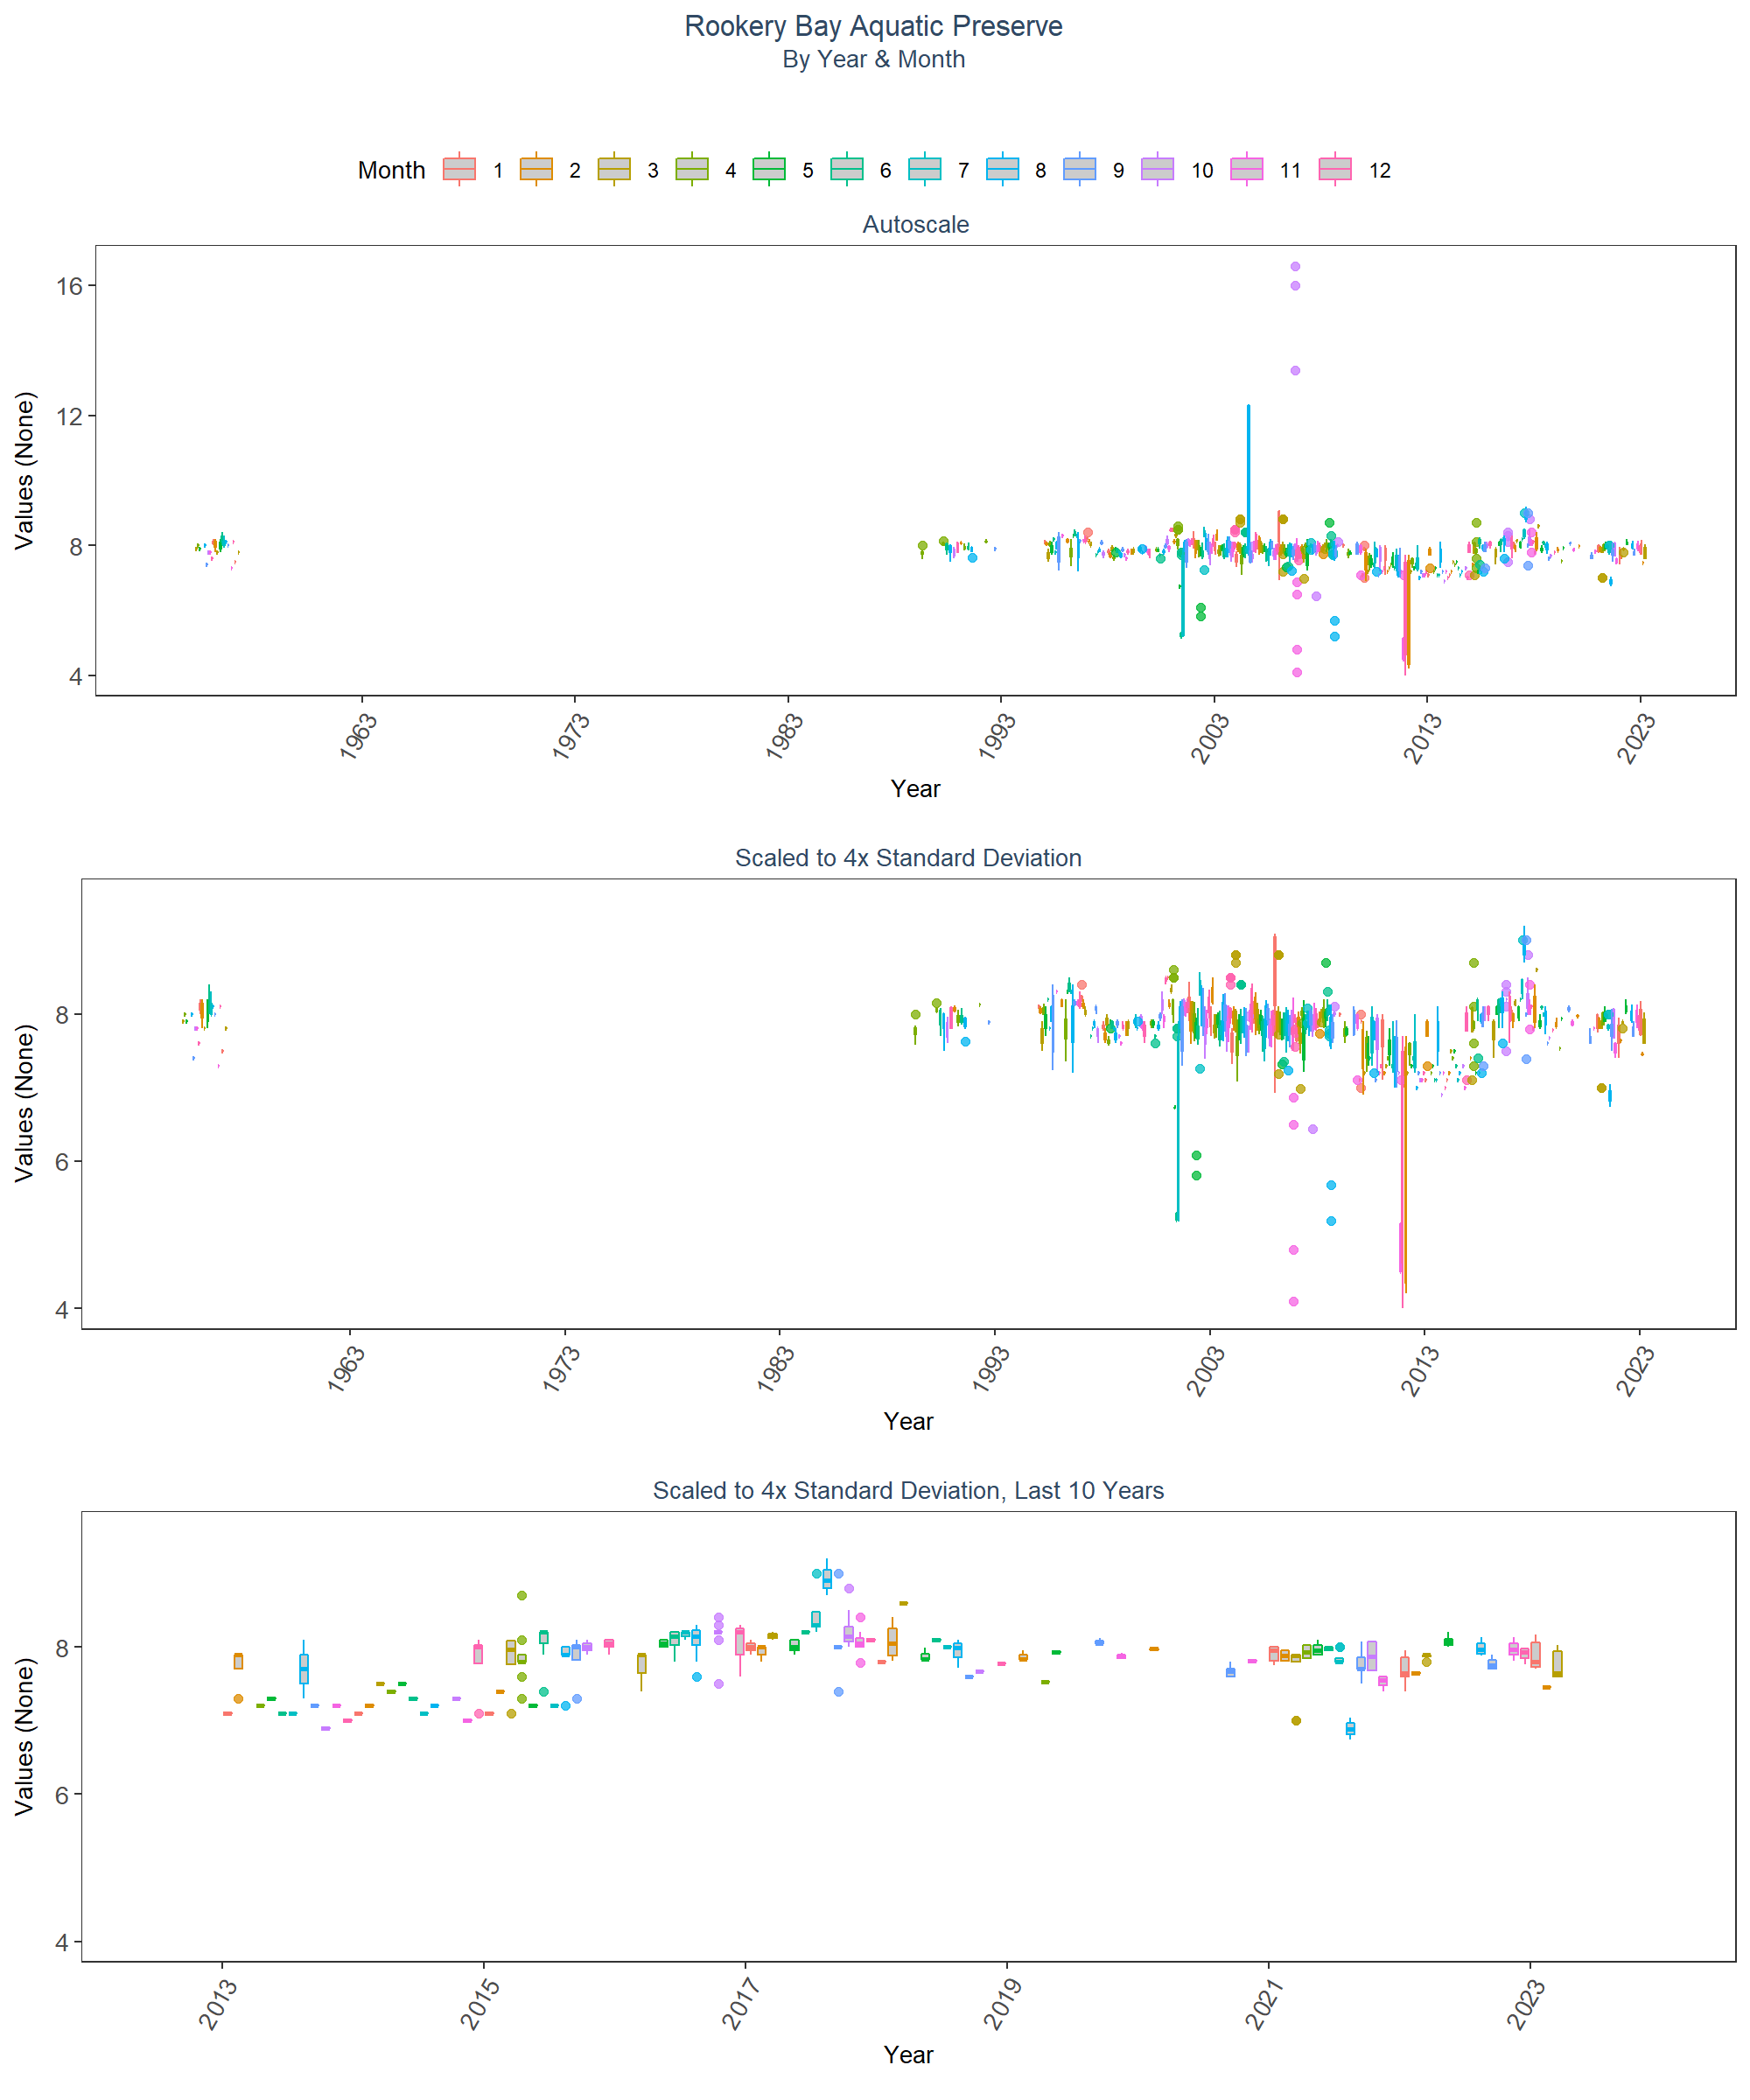 Rookery Bay Aquatic Preserve
By Year & Month
Month 1 2 3 4 5 6 7 8 9 10 11 12
Autoscale
Values (None)
16
12
8
4
1963 1973 1983 1993 2003 2013 2023
Year
Scaled to 4x Standard Deviation
Values (None)
8
6
4
1963 1973 1983 1993 2003 2013 2023
Year
Scaled to 4x Standard Deviation, Last 10 Years
Values (None)
8
6
4
2013 2015 2017 2019 2021 2023
Year